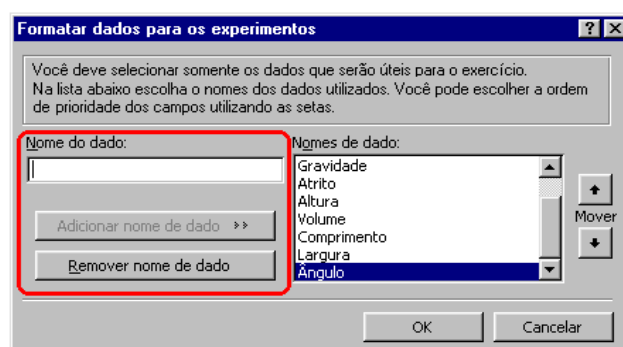 Formatar dados para os experimentos
Você deve selecionar somente os dados que serão úteis para o exercício.
Na lista abaixo escolha o nomes dos dados utilizados. Você pode escolher a ordem
de prioridade dos campos utilizando as setas.
Nome do dado:
Adicionar nome de dado >>
Remover nome de dado
Nomes de dado:
Gravidade
Atrito
Altura
Volume
Comprimento
Largura
Ângulo
Mover
OK
Cancelar